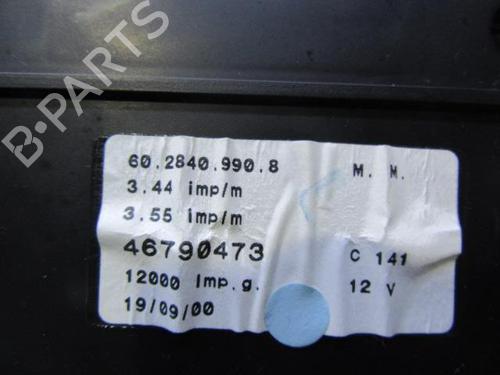 B-PARTS
60.2840.990.8 M. M.
3.44 imp/m
3.55 imp/m
46790473 C 141
12000 Imp.g. 12 V
19/09/00